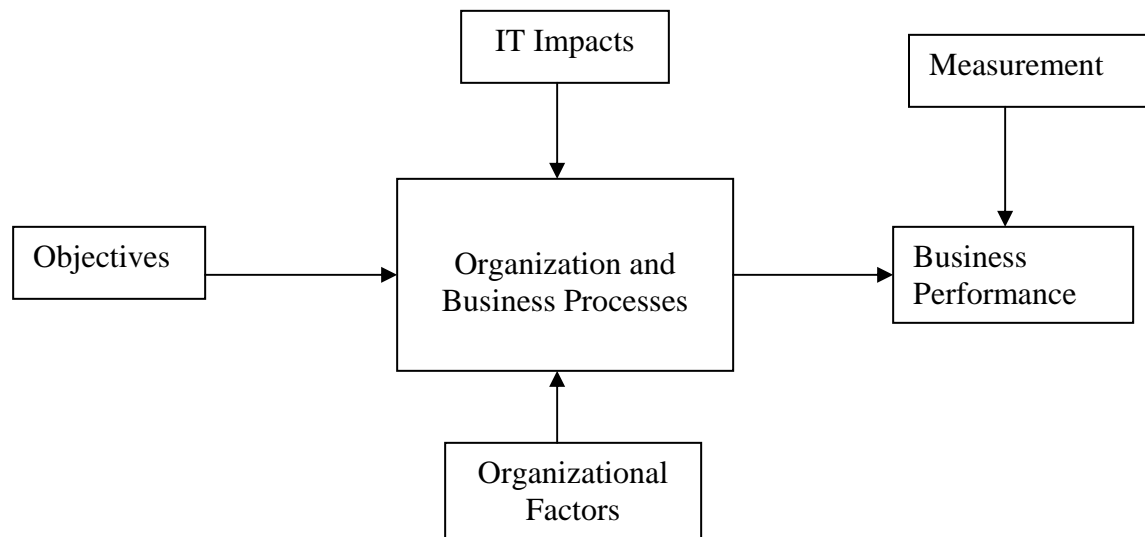 IT Impacts
Measurement
Objectives
Organization and
Business Processes
Business
Performance
Organizational
Factors